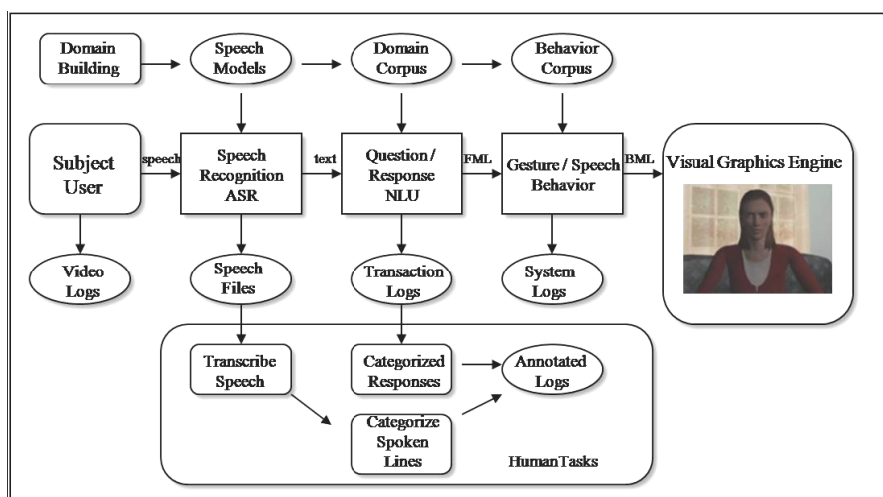 Domain
Building
Speech
Models
Domain
Corpus
Behavior
Corpus
Subject
User
speech
Speech
Recognition
ASR
text
Question /
Response
NLU
FML
Gesture / Speech
Behavior
BML
Visual Graphics Engine
Video
Logs
Speech
Files
Transaction
Logs
System
Logs
Transcribe
Speech
Categorized
Responses
Annotated
Logs
Categorize
Spoken
Lines
HumanTasks